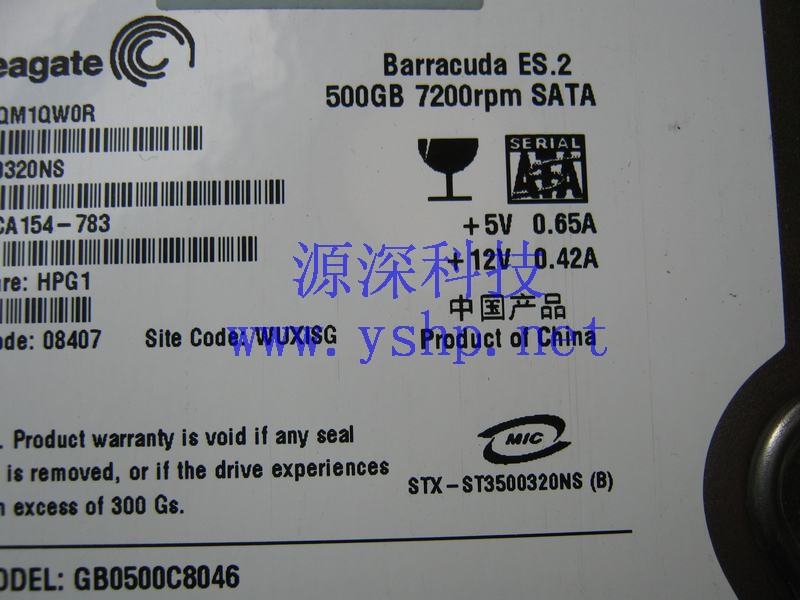 eagate
Barracuda ES.2
500GB 7200rpm SATA
QM1QW0R
0320NS
SERIAL
ATA
CA154-783
+5V 0.65A
+12V 0.42A
源深科技
re: HPG1
中国产品
ode: 08407 Site Code: WUXISG
Product of China
www.yshp.net
. Product warranty is void if any seal
is removed, or if the drive experiences
n excess of 300 Gs.
MIC
STX-ST3500320NS (B)
ODEL: GB0500C8046